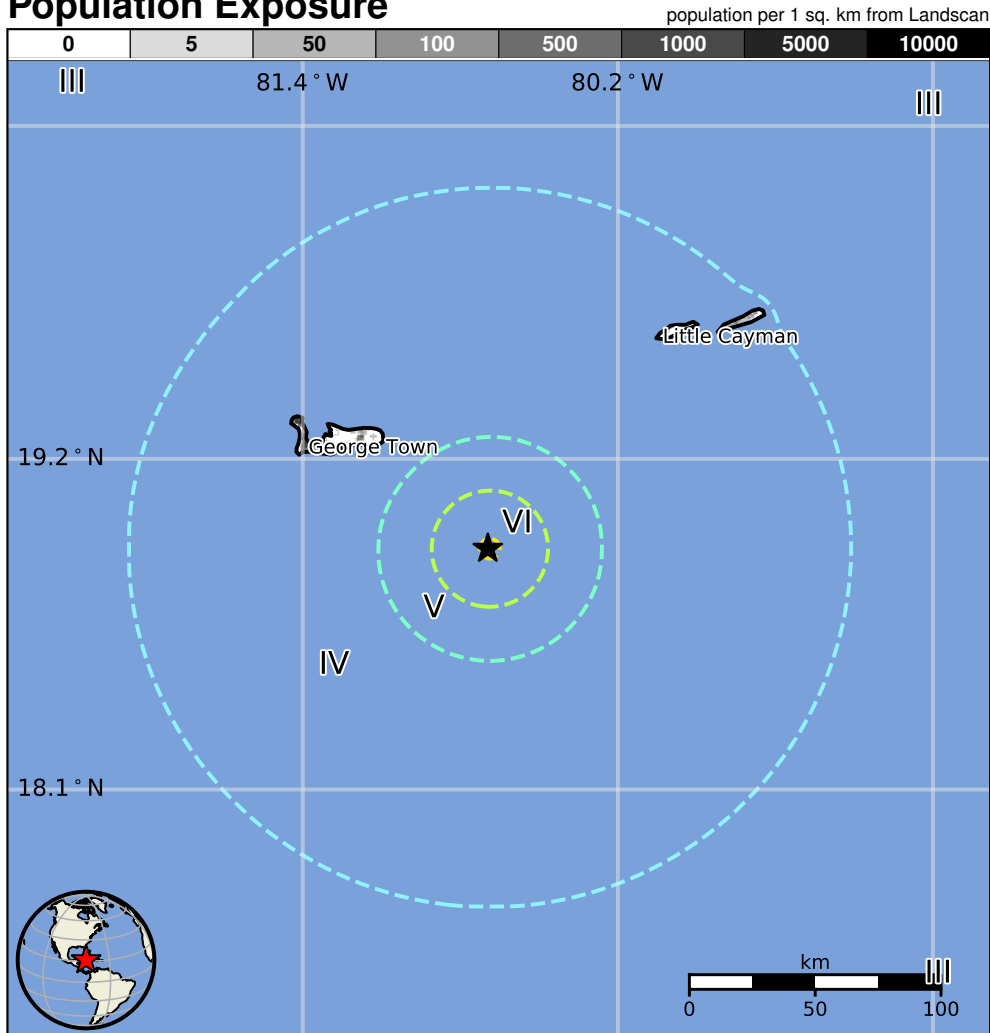 Population Exposure
population per 1 sq. km from Landscan
0 5 50 100 500 1000 5000 10000
III
81.4°W 80.2°W
III
Little Cayman
George Town
19.2°N
VI
V
IV
18.1°N
km
III
0 50 100